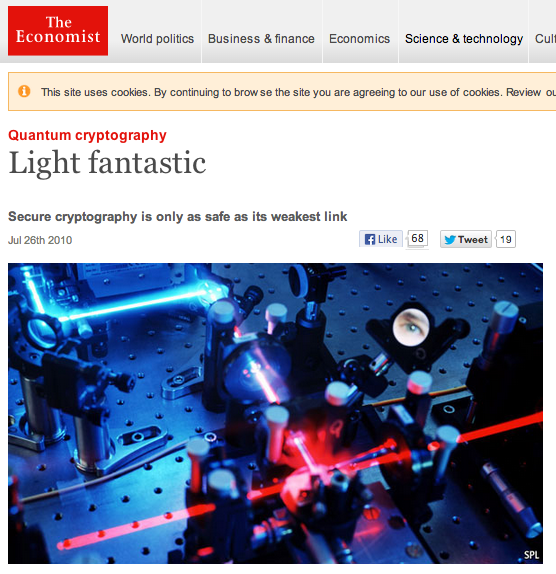 The
Economist
World politics
Business & finance
Economics
Science & technology
Cult
This site uses cookies. By continuing to browse the site you are agreeing to our use of cookies. Review ou
Quantum cryptography
Light fantastic
Secure cryptography is only as safe as its weakest link
Jul 26th 2010
Like 68
Tweet 19
SPL